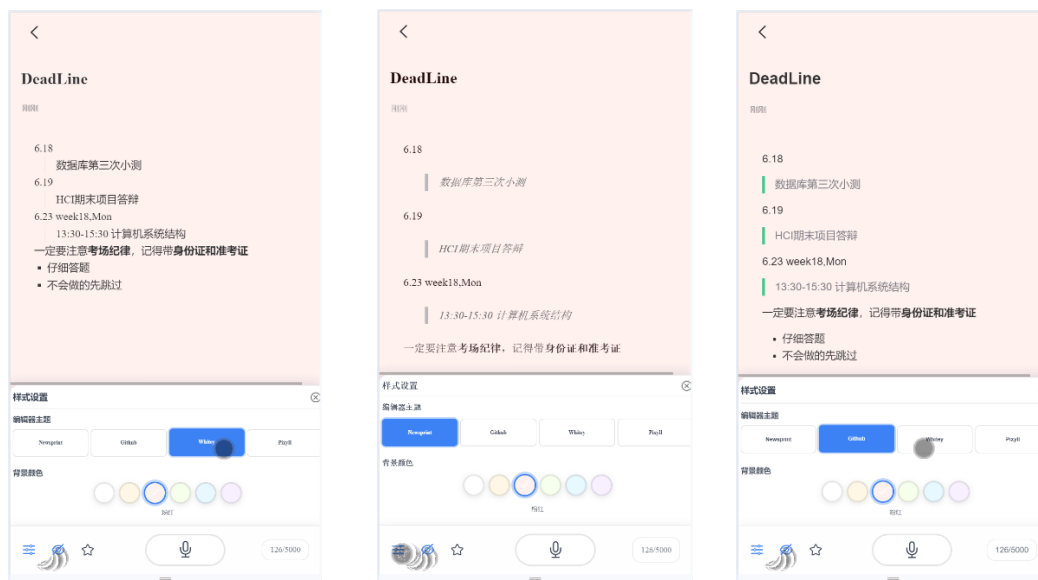 DeadLine
刚刚
6.18
数据库第三次小测
6.19
HCI期末项目答辩
6.23 week18,Mon
13:30-15:30 计算机系统结构
一定要注意考场纪律，记得带身份证和准考证
▪ 仔细答题
▪ 不会做的先跳过
样式设置
编辑器主题
Newsprint Github Whitey Pixyll
背景颜色
粉红
126/5000
DeadLine
刚刚
6.18
数据库第三次小测
6.19
HCI期末项目答辩
6.23 week18,Mon
13:30-15:30 计算机系统结构
一定要注意考场纪律，记得带身份证和准考证
样式设置
编辑器主题
Newsprint Github Whitey Pixyll
背景颜色
粉红
126/5000
DeadLine
刚刚
6.18
数据库第三次小测
6.19
HCI期末项目答辩
6.23 week18,Mon
13:30-15:30 计算机系统结构
一定要注意考场纪律，记得带身份证和准考证
• 仔细答题
• 不会做的先跳过
样式设置
编辑器主题
Newsprint Github Whitey Pixyll
背景颜色
粉红
126/5000